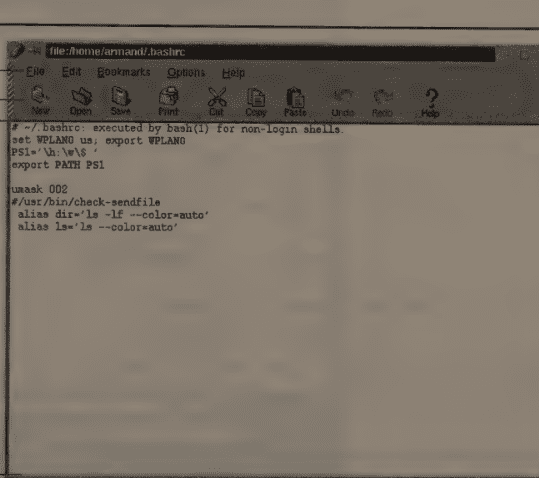 file:/home/armand/.bashrc
File Edit Bookmarks Options Help
New Open Save Print Cut Copy Paste Undo Redo Help
# ~/.bashrc: executed by bash(1) for non-login shells.
set WPLANG us; export WPLANG
PS1='\h:\w\$ '
export PATH PS1
umask 002
#/usr/bin/check-sendfile
alias dir='ls -lf --color=auto'
alias ls='ls --color=auto'